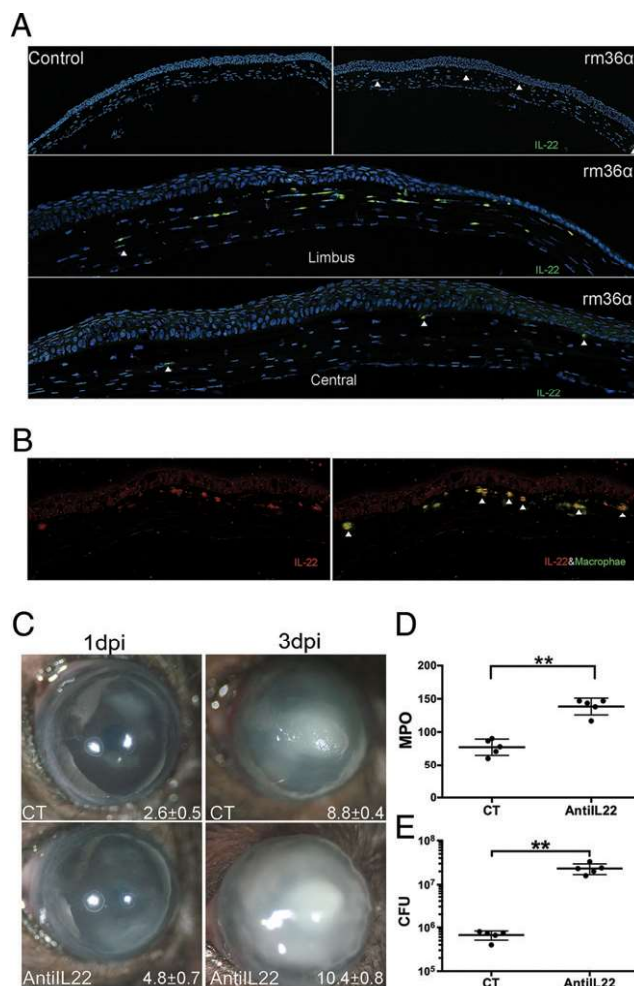 A
Control
rm36α
IL-22
rm36α
Limbus
IL-22
rm36α
Central
IL-22
B
IL-22
IL-22&Macrophae
C
1dpi
3dpi
CT
2.6±0.5
CT
8.8±0.4
AntiIL22
4.8±0.7
AntiIL22
10.4±0.8
D
**
MPO
200
150
100
50
0
CT
AntiIL22
E
**
CFU
10⁸
10⁷
10⁶
10⁵
CT
AntiIL22